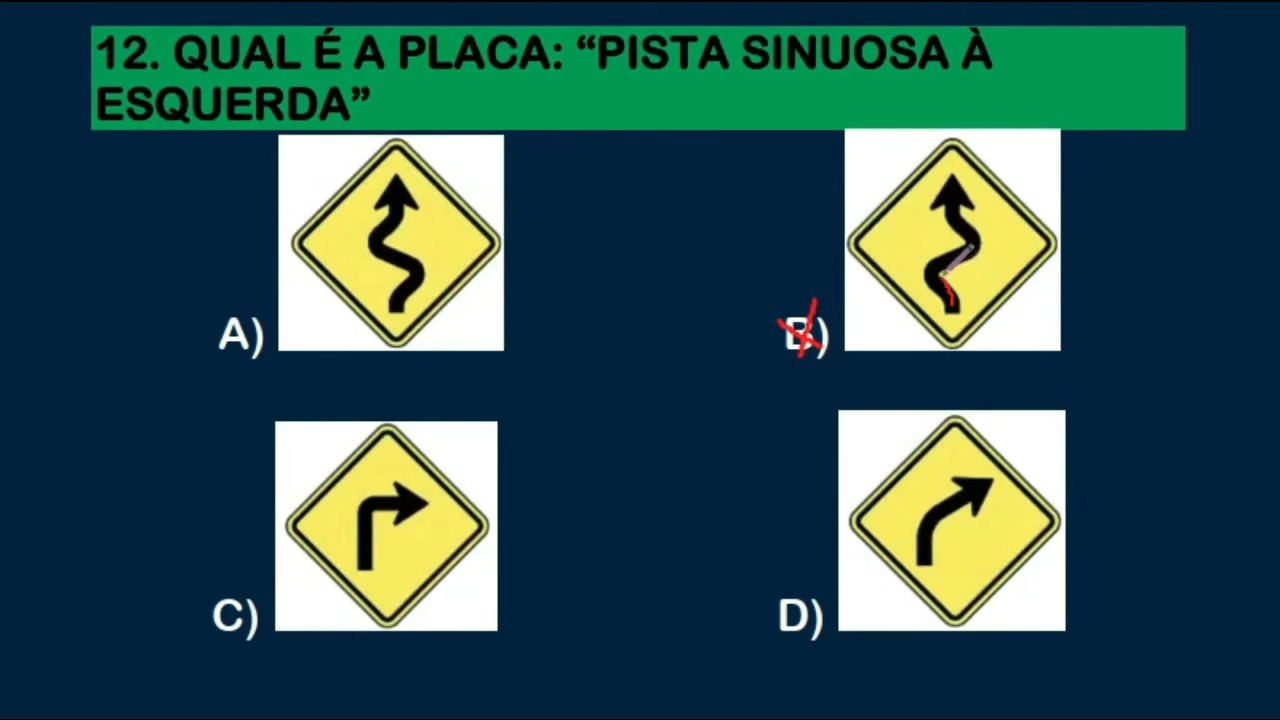 12. QUAL É A PLACA: “PISTA SINUOSA À
ESQUERDA”
A)
B)
C)
D)